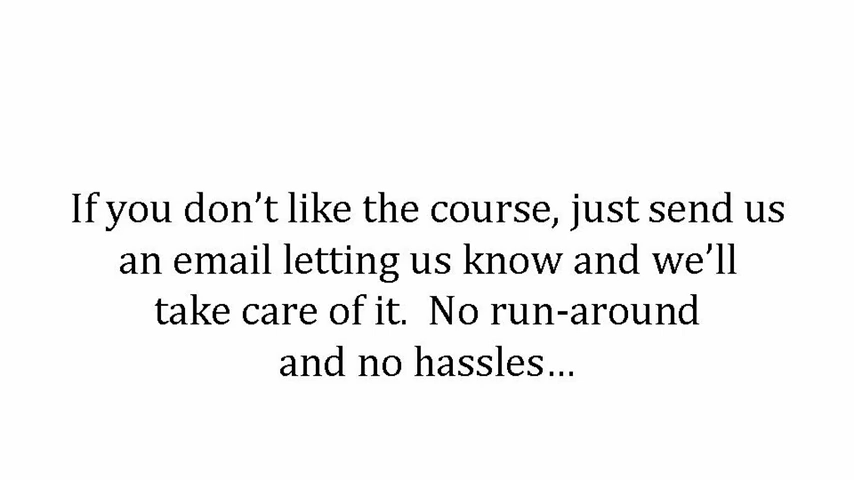 If you don’t like the course, just send us
an email letting us know and we’ll
take care of it.  No run-around
and no hassles…